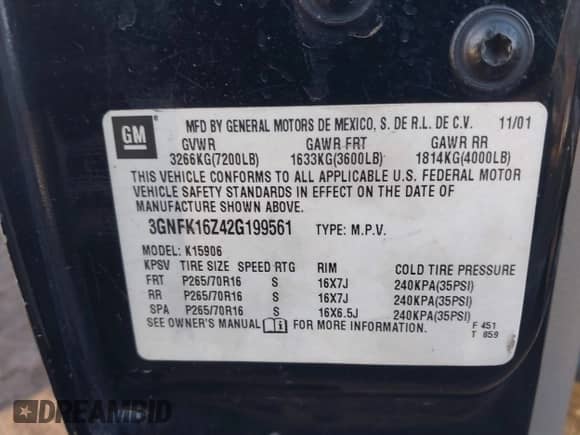 GM
MFD BY GENERAL MOTORS DE MEXICO, S. DE R.L. DE C.V. 11/01
GVWR GAWR FRT GAWR RR
3266KG(7200LB) 1633KG(3600LB) 1814KG(4000LB)
THIS VEHICLE CONFORMS TO ALL APPLICABLE U.S. FEDERAL MOTOR
VEHICLE SAFETY STANDARDS IN EFFECT ON THE DATE OF
MANUFACTURE SHOWN ABOVE.
3GNFK16Z42G199561 TYPE: M.P.V.
MODEL: K15906
KPSV TIRE SIZE SPEED RTG RIM COLD TIRE PRESSURE
FRT P265/70R16 S 16X7J 240KPA(35PSI)
RR P265/70R16 S 16X7J 240KPA(35PSI)
SPA P265/70R16 S 16X6.5J 240KPA(35PSI)
SEE OWNER'S MANUAL FOR MORE INFORMATION. F 451
T 059
DREAMBID